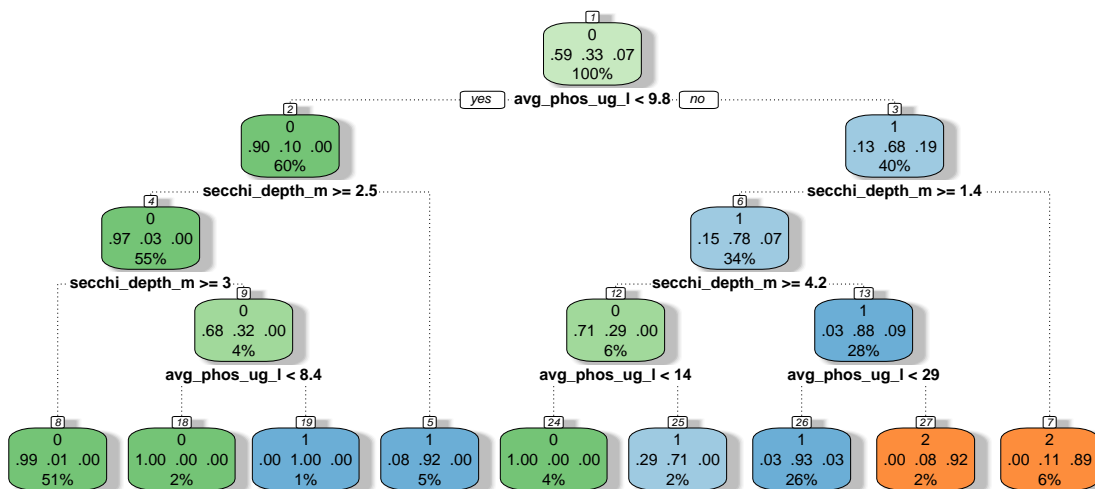 1
0
.59 .33 .07
100%
yes avg_phos_ug_l < 9.8 no
2
0
.90 .10 .00
60%
3
1
.13 .68 .19
40%
secchi_depth_m >= 2.5
secchi_depth_m >= 1.4
4
0
.97 .03 .00
55%
6
1
.15 .78 .07
34%
secchi_depth_m >= 3
secchi_depth_m >= 4.2
9
0
.68 .32 .00
4%
12
0
.71 .29 .00
6%
13
1
.03 .88 .09
28%
avg_phos_ug_l < 8.4
avg_phos_ug_l < 14
avg_phos_ug_l < 29
8
0
.99 .01 .00
51%
18
0
1.00 .00 .00
2%
19
1
.00 1.00 .00
1%
5
1
.08 .92 .00
5%
24
0
1.00 .00 .00
4%
25
1
.29 .71 .00
2%
26
1
.03 .93 .03
26%
27
2
.00 .08 .92
2%
7
2
.00 .11 .89
6%